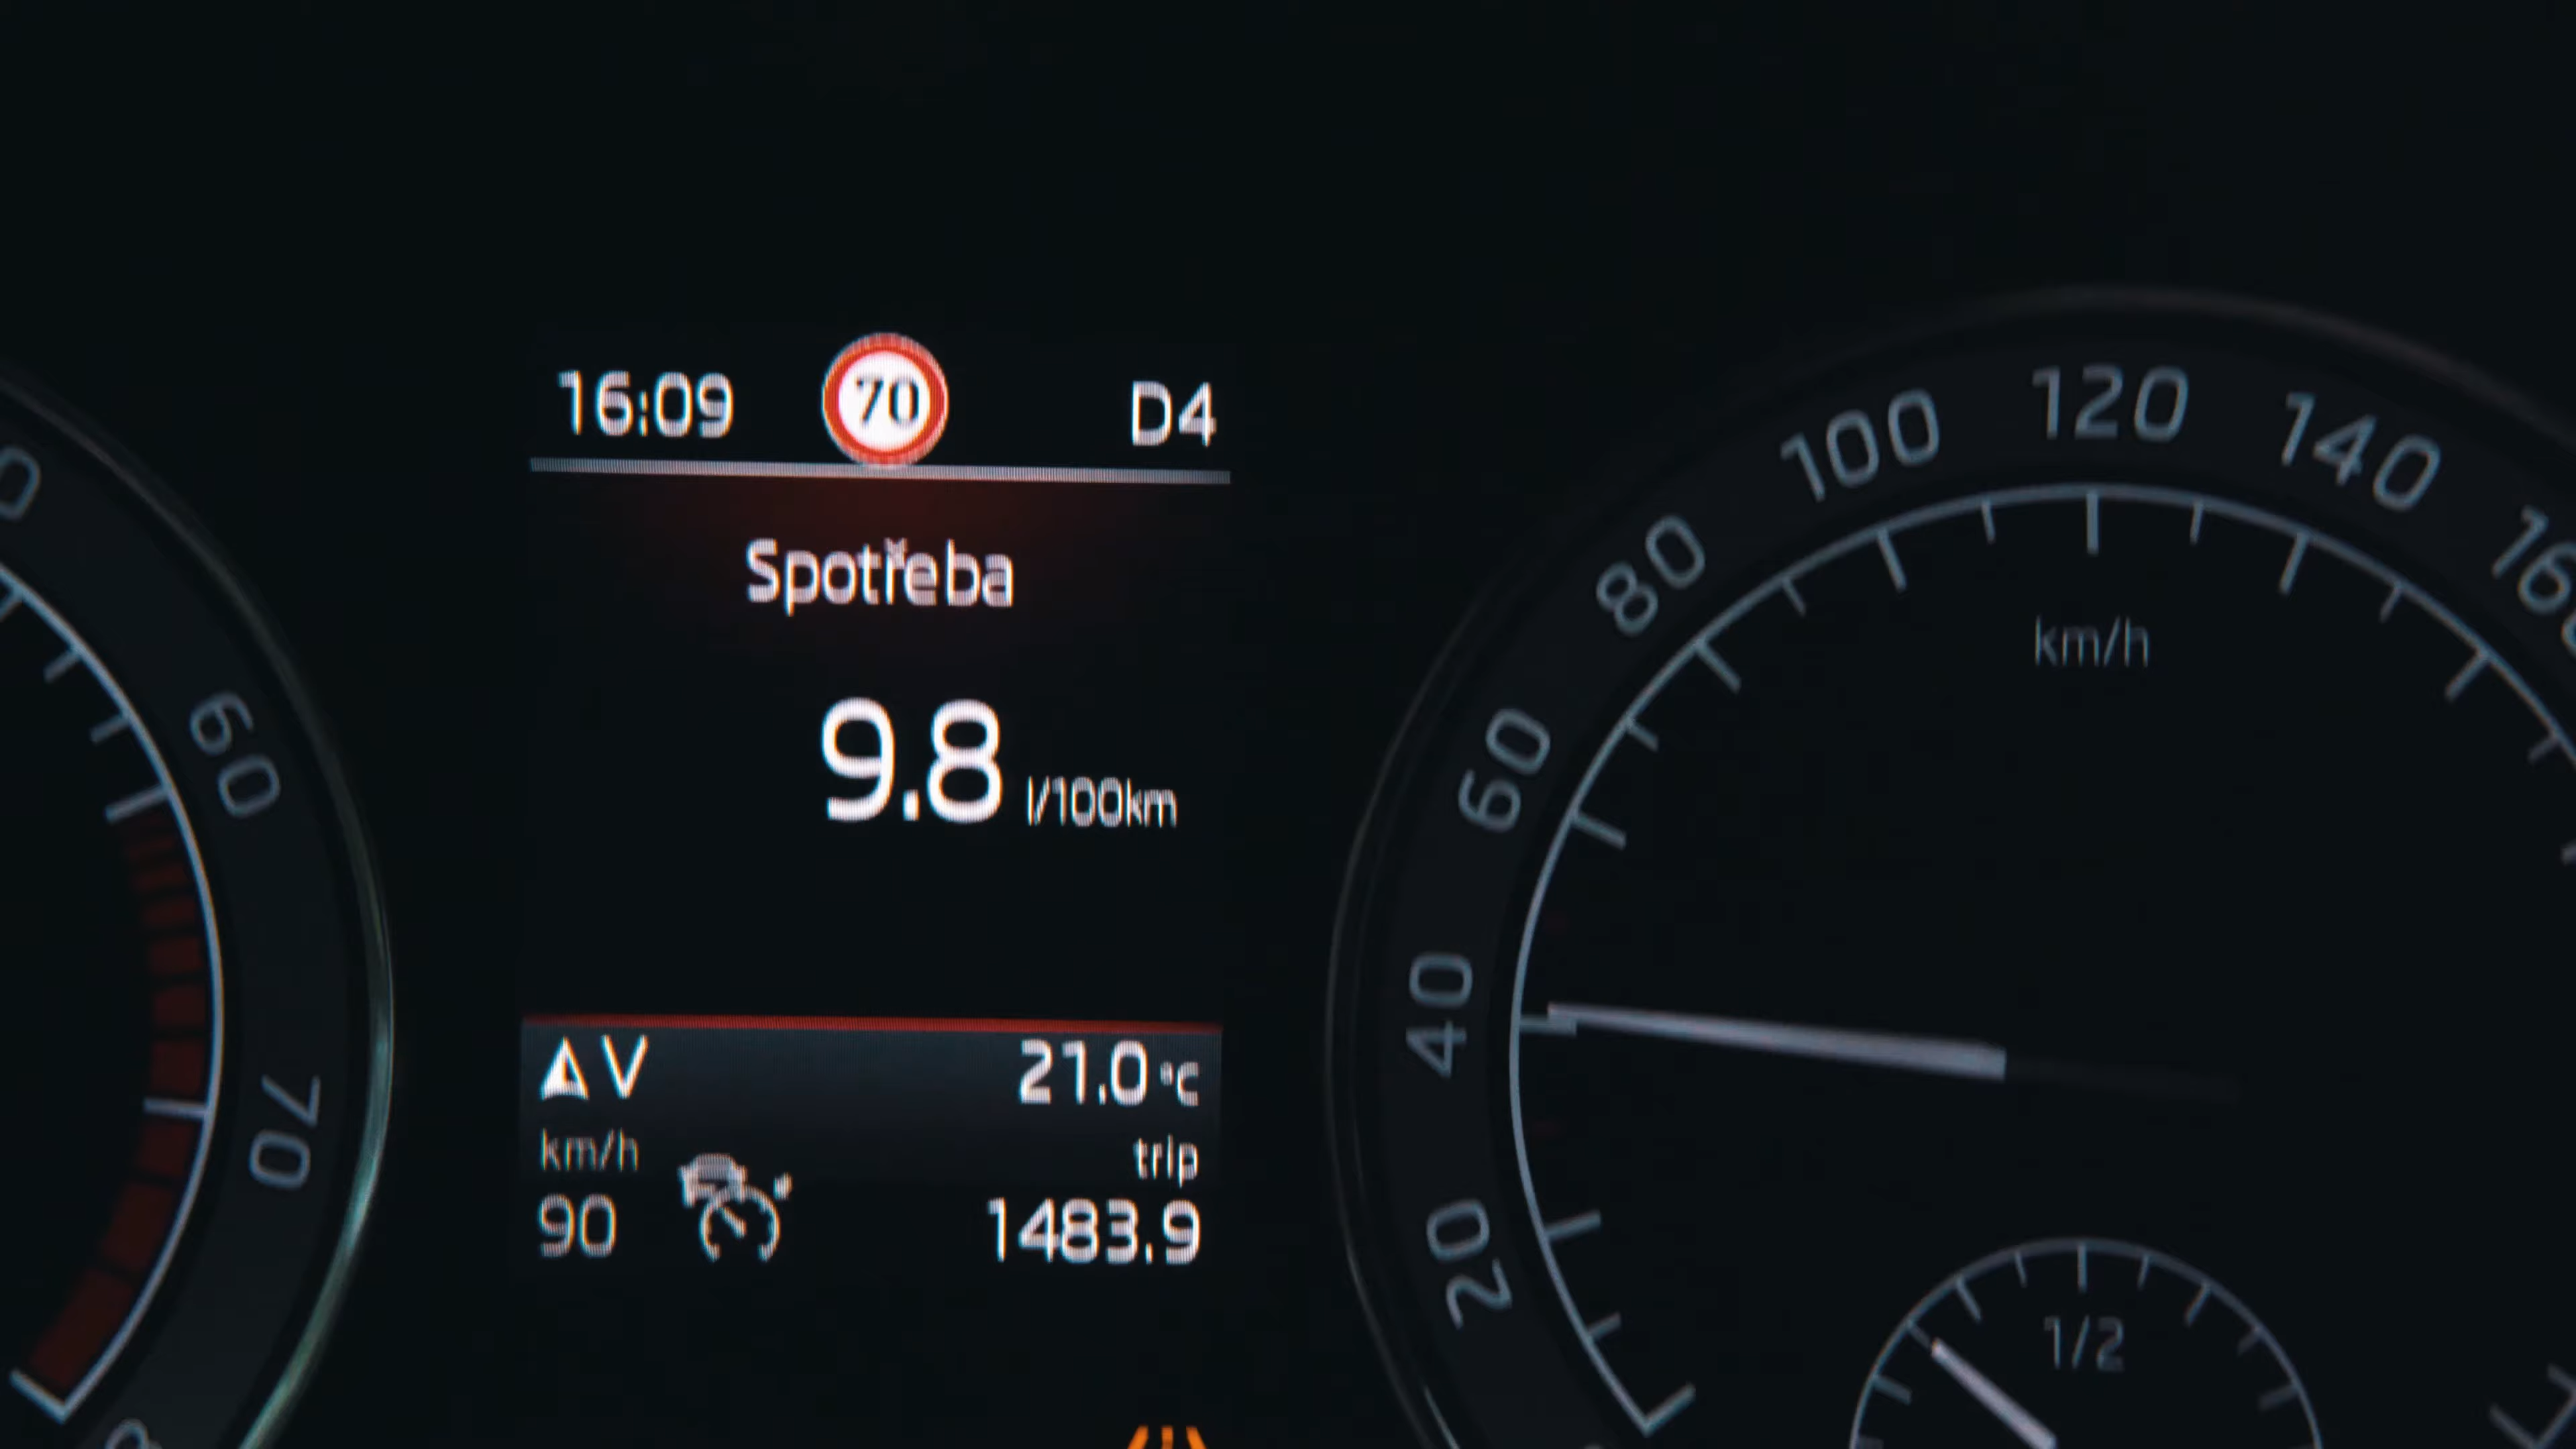 16:09 70 D4
Spotřeba
9.8 l/100km
▲V 21.0 °C
km/h trip
90 1483.9
60
70
20
40
60
80
100
120
140
km/h
1/2